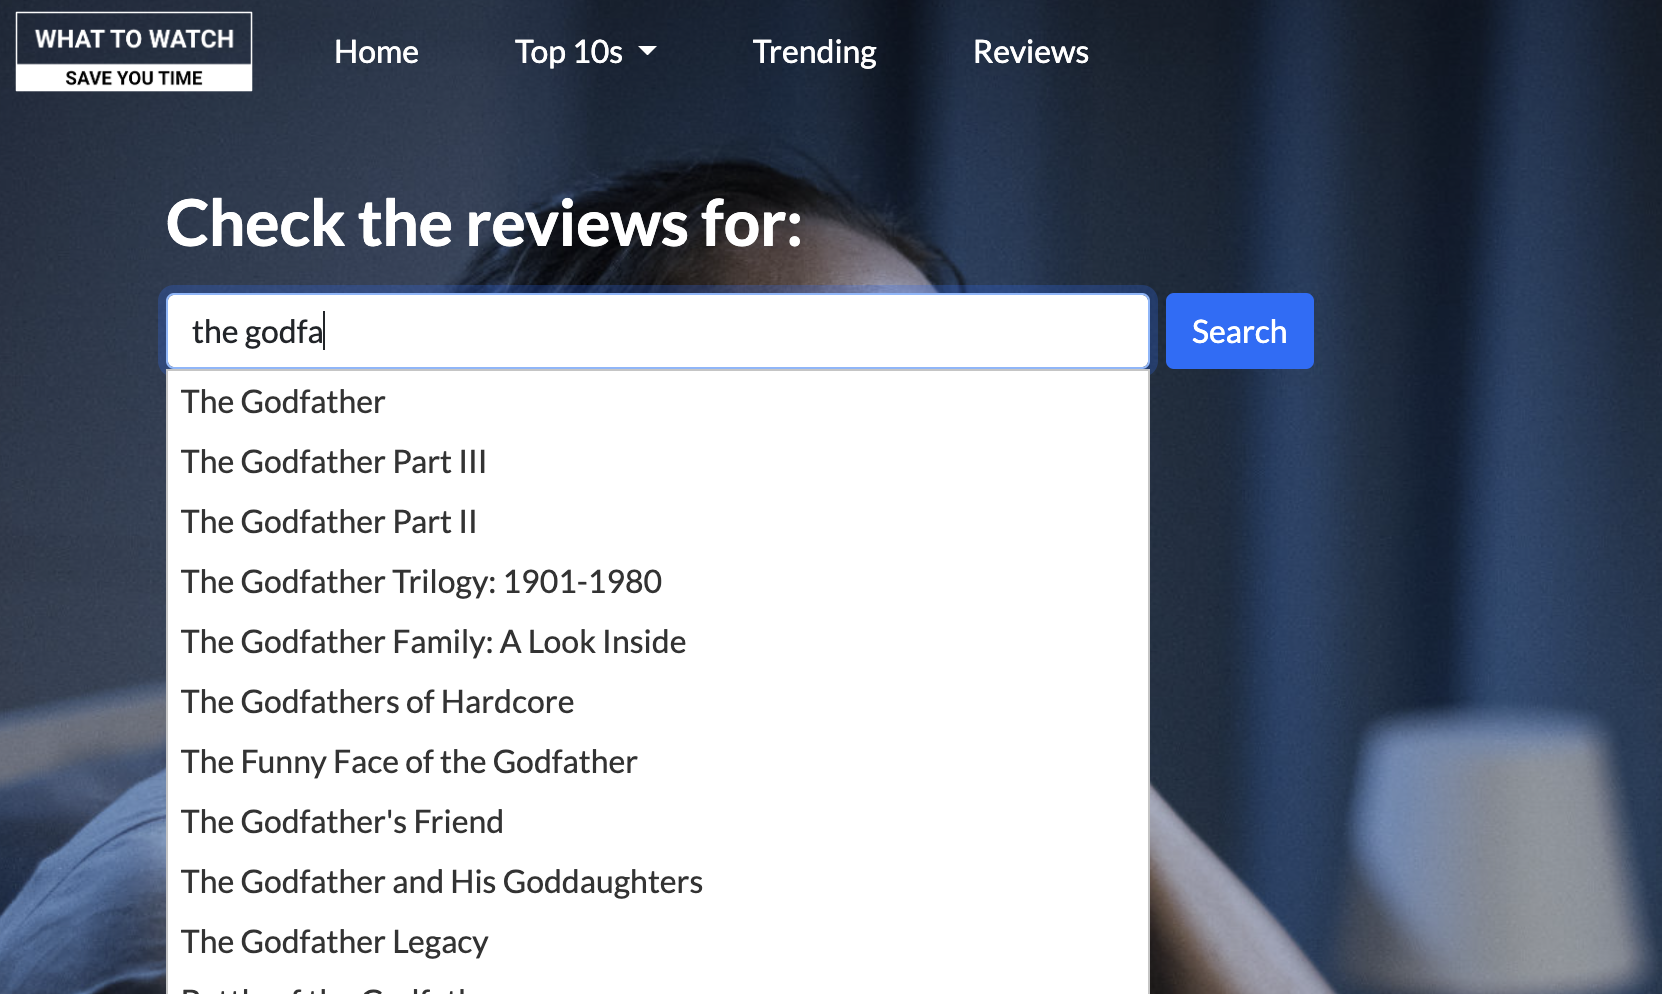 WHAT TO WATCH
SAVE YOU TIME
Home Top 10s Trending Reviews
Check the reviews for:
the godfa
Search
The Godfather
The Godfather Part III
The Godfather Part II
The Godfather Trilogy: 1901-1980
The Godfather Family: A Look Inside
The Godfathers of Hardcore
The Funny Face of the Godfather
The Godfather's Friend
The Godfather and His Goddaughters
The Godfather Legacy